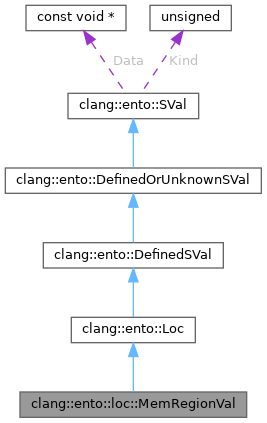 const void *
unsigned
Data
Kind
clang::ento::SVal
clang::ento::DefinedOrUnknownSVal
clang::ento::DefinedSVal
clang::ento::Loc
clang::ento::loc::MemRegionVal